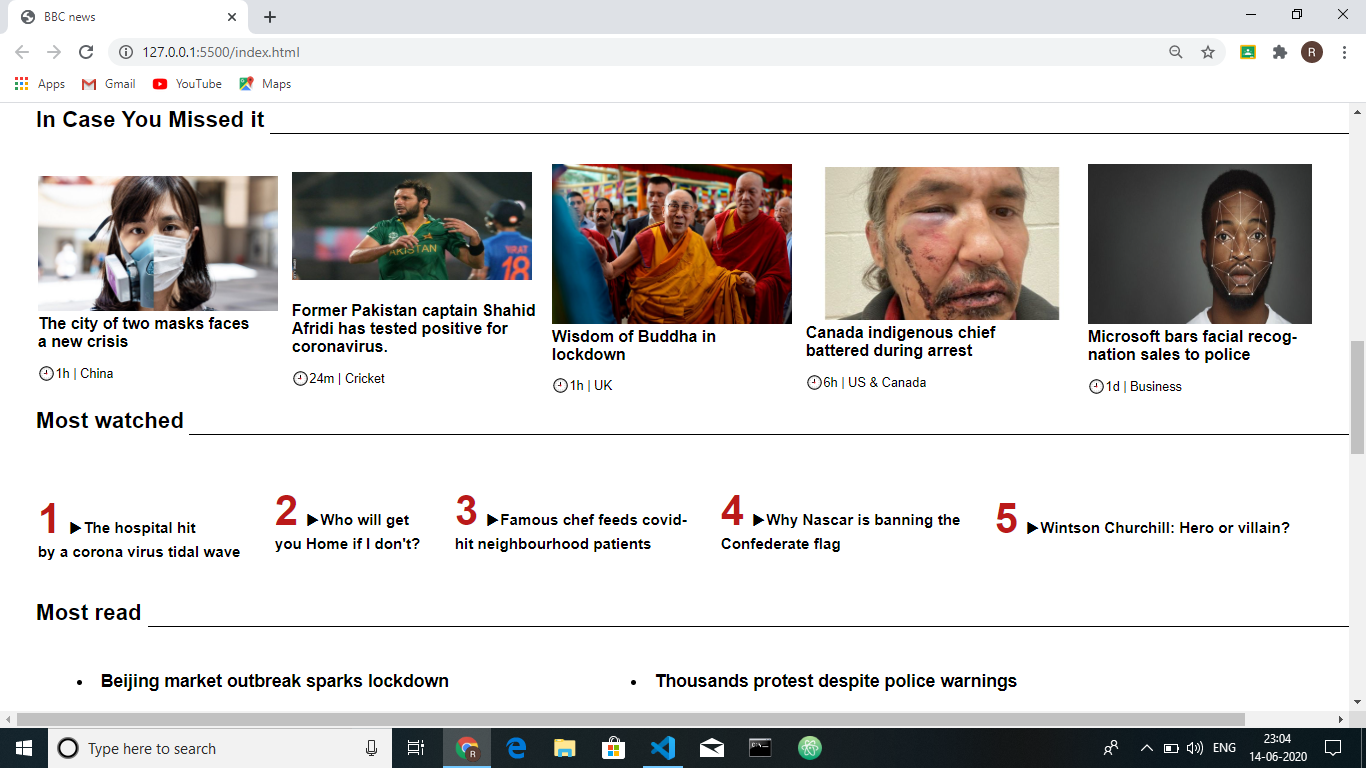 BBC news
127.0.0.1:5500/index.html
R
Apps Gmail YouTube Maps
In Case You Missed it
PAKISTAN
VIRAT
18
The city of two masks faces
a new crisis
1h | China
Former Pakistan captain Shahid
Afridi has tested positive for
coronavirus.
24m | Cricket
Wisdom of Buddha in
lockdown
1h | UK
Canada indigenous chief
battered during arrest
6h | US & Canada
Microsoft bars facial recog-
nation sales to police
1d | Business
Most watched
1 ▶The hospital hit
by a corona virus tidal wave
2 ▶Who will get
you Home if I don't?
3 ▶Famous chef feeds covid-
hit neighbourhood patients
4 ▶Why Nascar is banning the
Confederate flag
5 ▶Wintson Churchill: Hero or villain?
Most read
• Beijing market outbreak sparks lockdown
• Thousands protest despite police warnings
Type here to search
R
ENG
23:04
14-06-2020